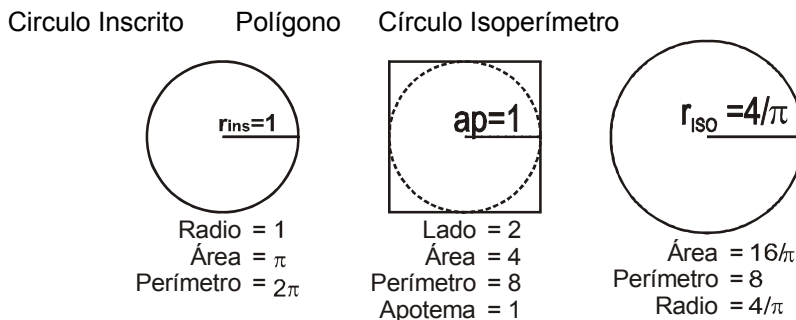 Circulo Inscrito Polígono Círculo Isoperímetro
rins=1
ap=1
rISO =4/π
Radio = 1
Área = π
Perímetro = 2π
Lado = 2
Área = 4
Perímetro = 8
Apotema = 1
Área = 16/π
Perímetro = 8
Radio = 4/π